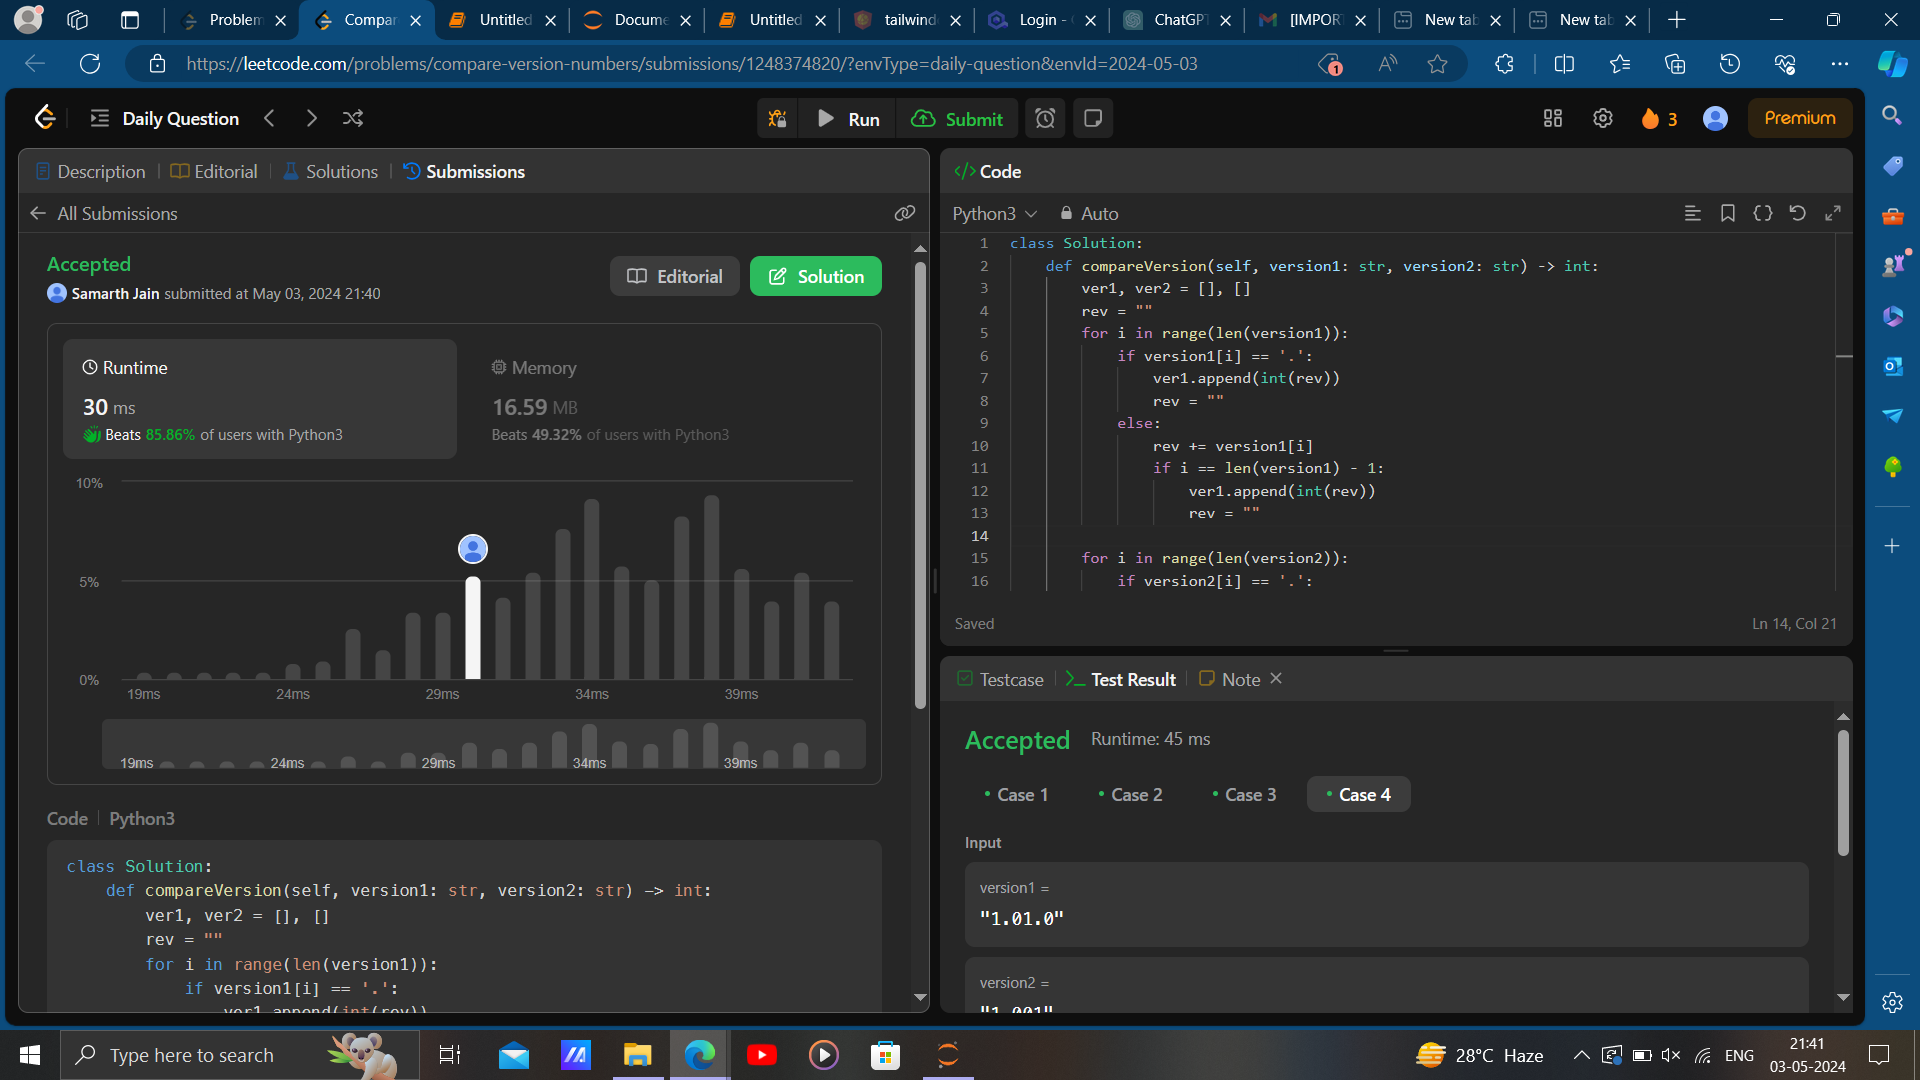 Problem
Compar
Untitled
Docume
Untitled
tailwind
Login -
ChatGPT
[IMPOR
New tab
New tab
https://leetcode.com/problems/compare-version-numbers/submissions/1248374820/?envType=daily-question&envId=2024-05-03
1
Daily Question
Run
Submit
3
Premium
Description
Editorial
Solutions
Submissions
All Submissions
Accepted
Samarth Jain submitted at May 03, 2024 21:40
Editorial
Solution
Runtime
30 ms
Beats 85.86% of users with Python3
Memory
16.59 MB
Beats 49.32% of users with Python3
10%
5%
0%
19ms 24ms 29ms 34ms 39ms
19ms 24ms 29ms 34ms 39ms
Code | Python3
class Solution:
def compareVersion(self, version1: str, version2: str) -> int:
ver1, ver2 = [], []
rev = ""
for i in range(len(version1)):
if version1[i] == '.':
ver1.append(int(rev))
</> Code
Python3
Auto
1 class Solution:
2 def compareVersion(self, version1: str, version2: str) -> int:
3 ver1, ver2 = [], []
4 rev = ""
5 for i in range(len(version1)):
6 if version1[i] == '.':
7 ver1.append(int(rev))
8 rev = ""
9 else:
10 rev += version1[i]
11 if i == len(version1) - 1:
12 ver1.append(int(rev))
13 rev = ""
14
15 for i in range(len(version2)):
16 if version2[i] == '.':
Saved
Ln 14, Col 21
Testcase
Test Result
Note
Accepted
Runtime: 45 ms
Case 1
Case 2
Case 3
Case 4
Input
version1 =
"1.01.0"
version2 =
"1.001"
Type here to search
28°C Haze
ENG
21:41
03-05-2024